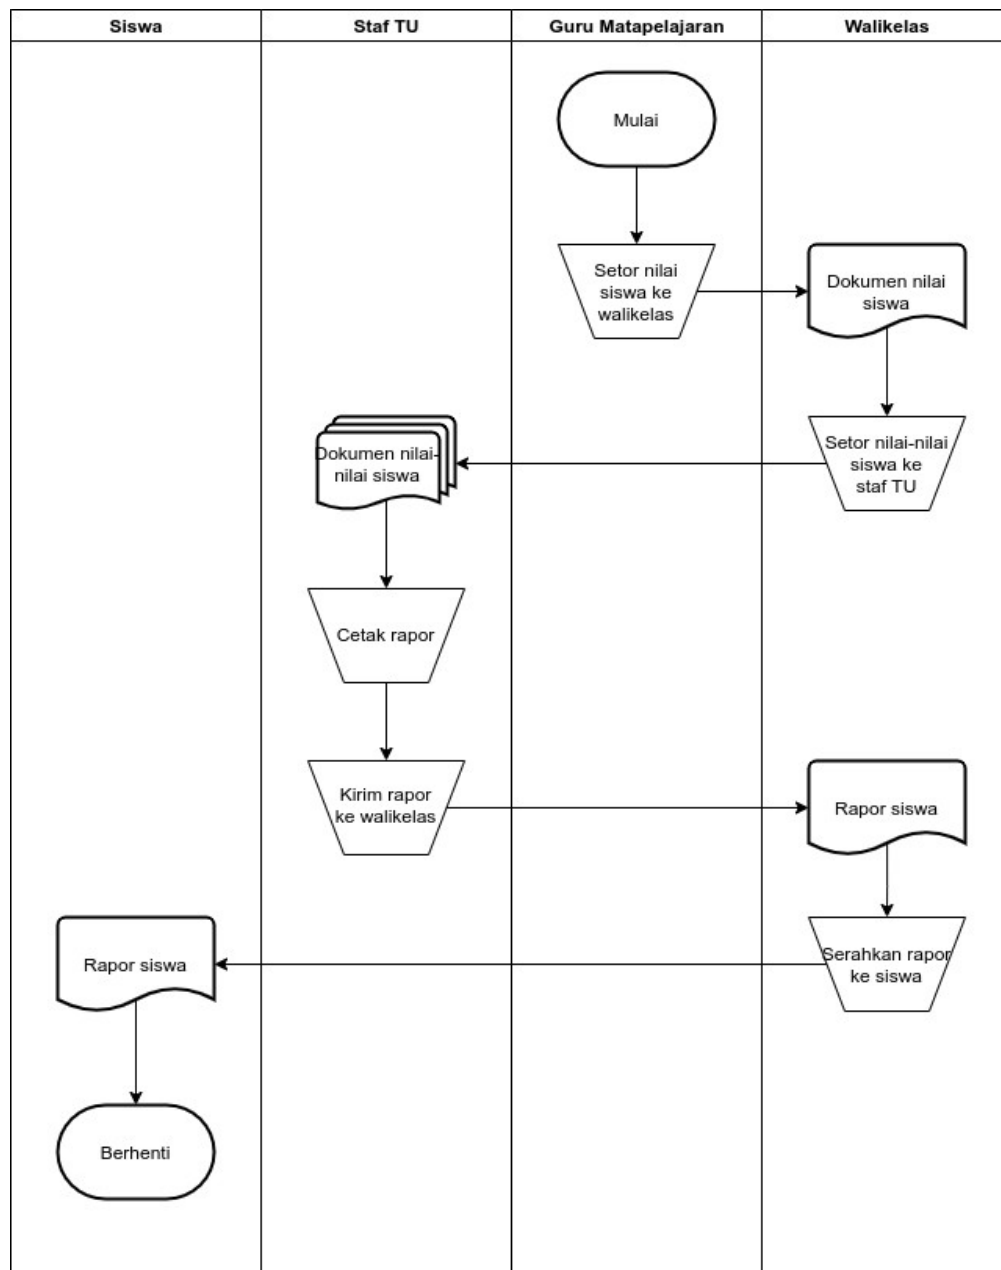 Siswa
Staf TU
Guru Matapelajaran
Walikelas
Mulai
Setor nilai
siswa ke
walikelas
Dokumen nilai
siswa
Setor nilai-nilai
siswa ke
staf TU
Dokumen nilai-
nilai siswa
Cetak rapor
Kirim rapor
ke walikelas
Rapor siswa
Serahkan rapor
ke siswa
Rapor siswa
Berhenti